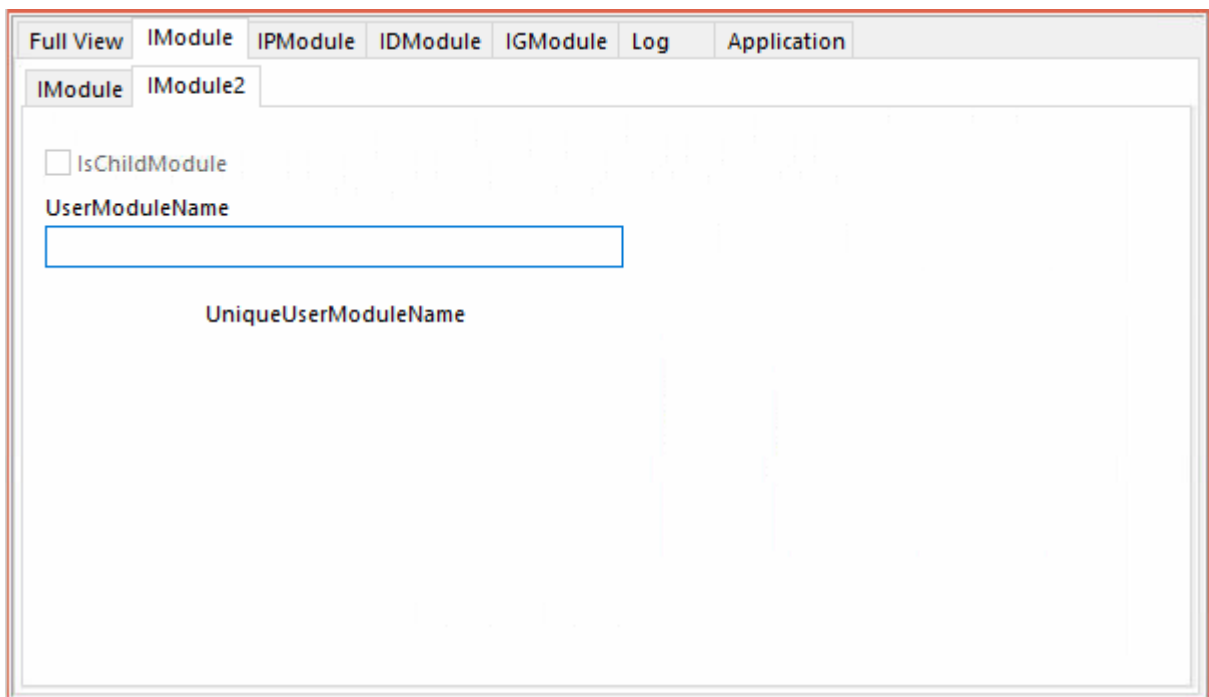 Full View IModule IPModule IDModule IGModule Log Application
IModule IModule2
IsChildModule
UserModuleName
UniqueUserModuleName